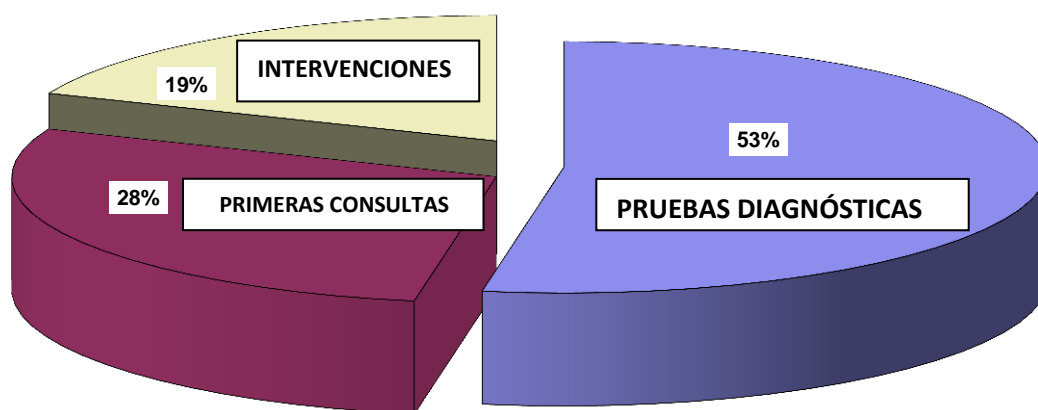 INTERVENCIONES
19%
53%
28%
PRIMERAS CONSULTAS
PRUEBAS DIAGNÓSTICAS